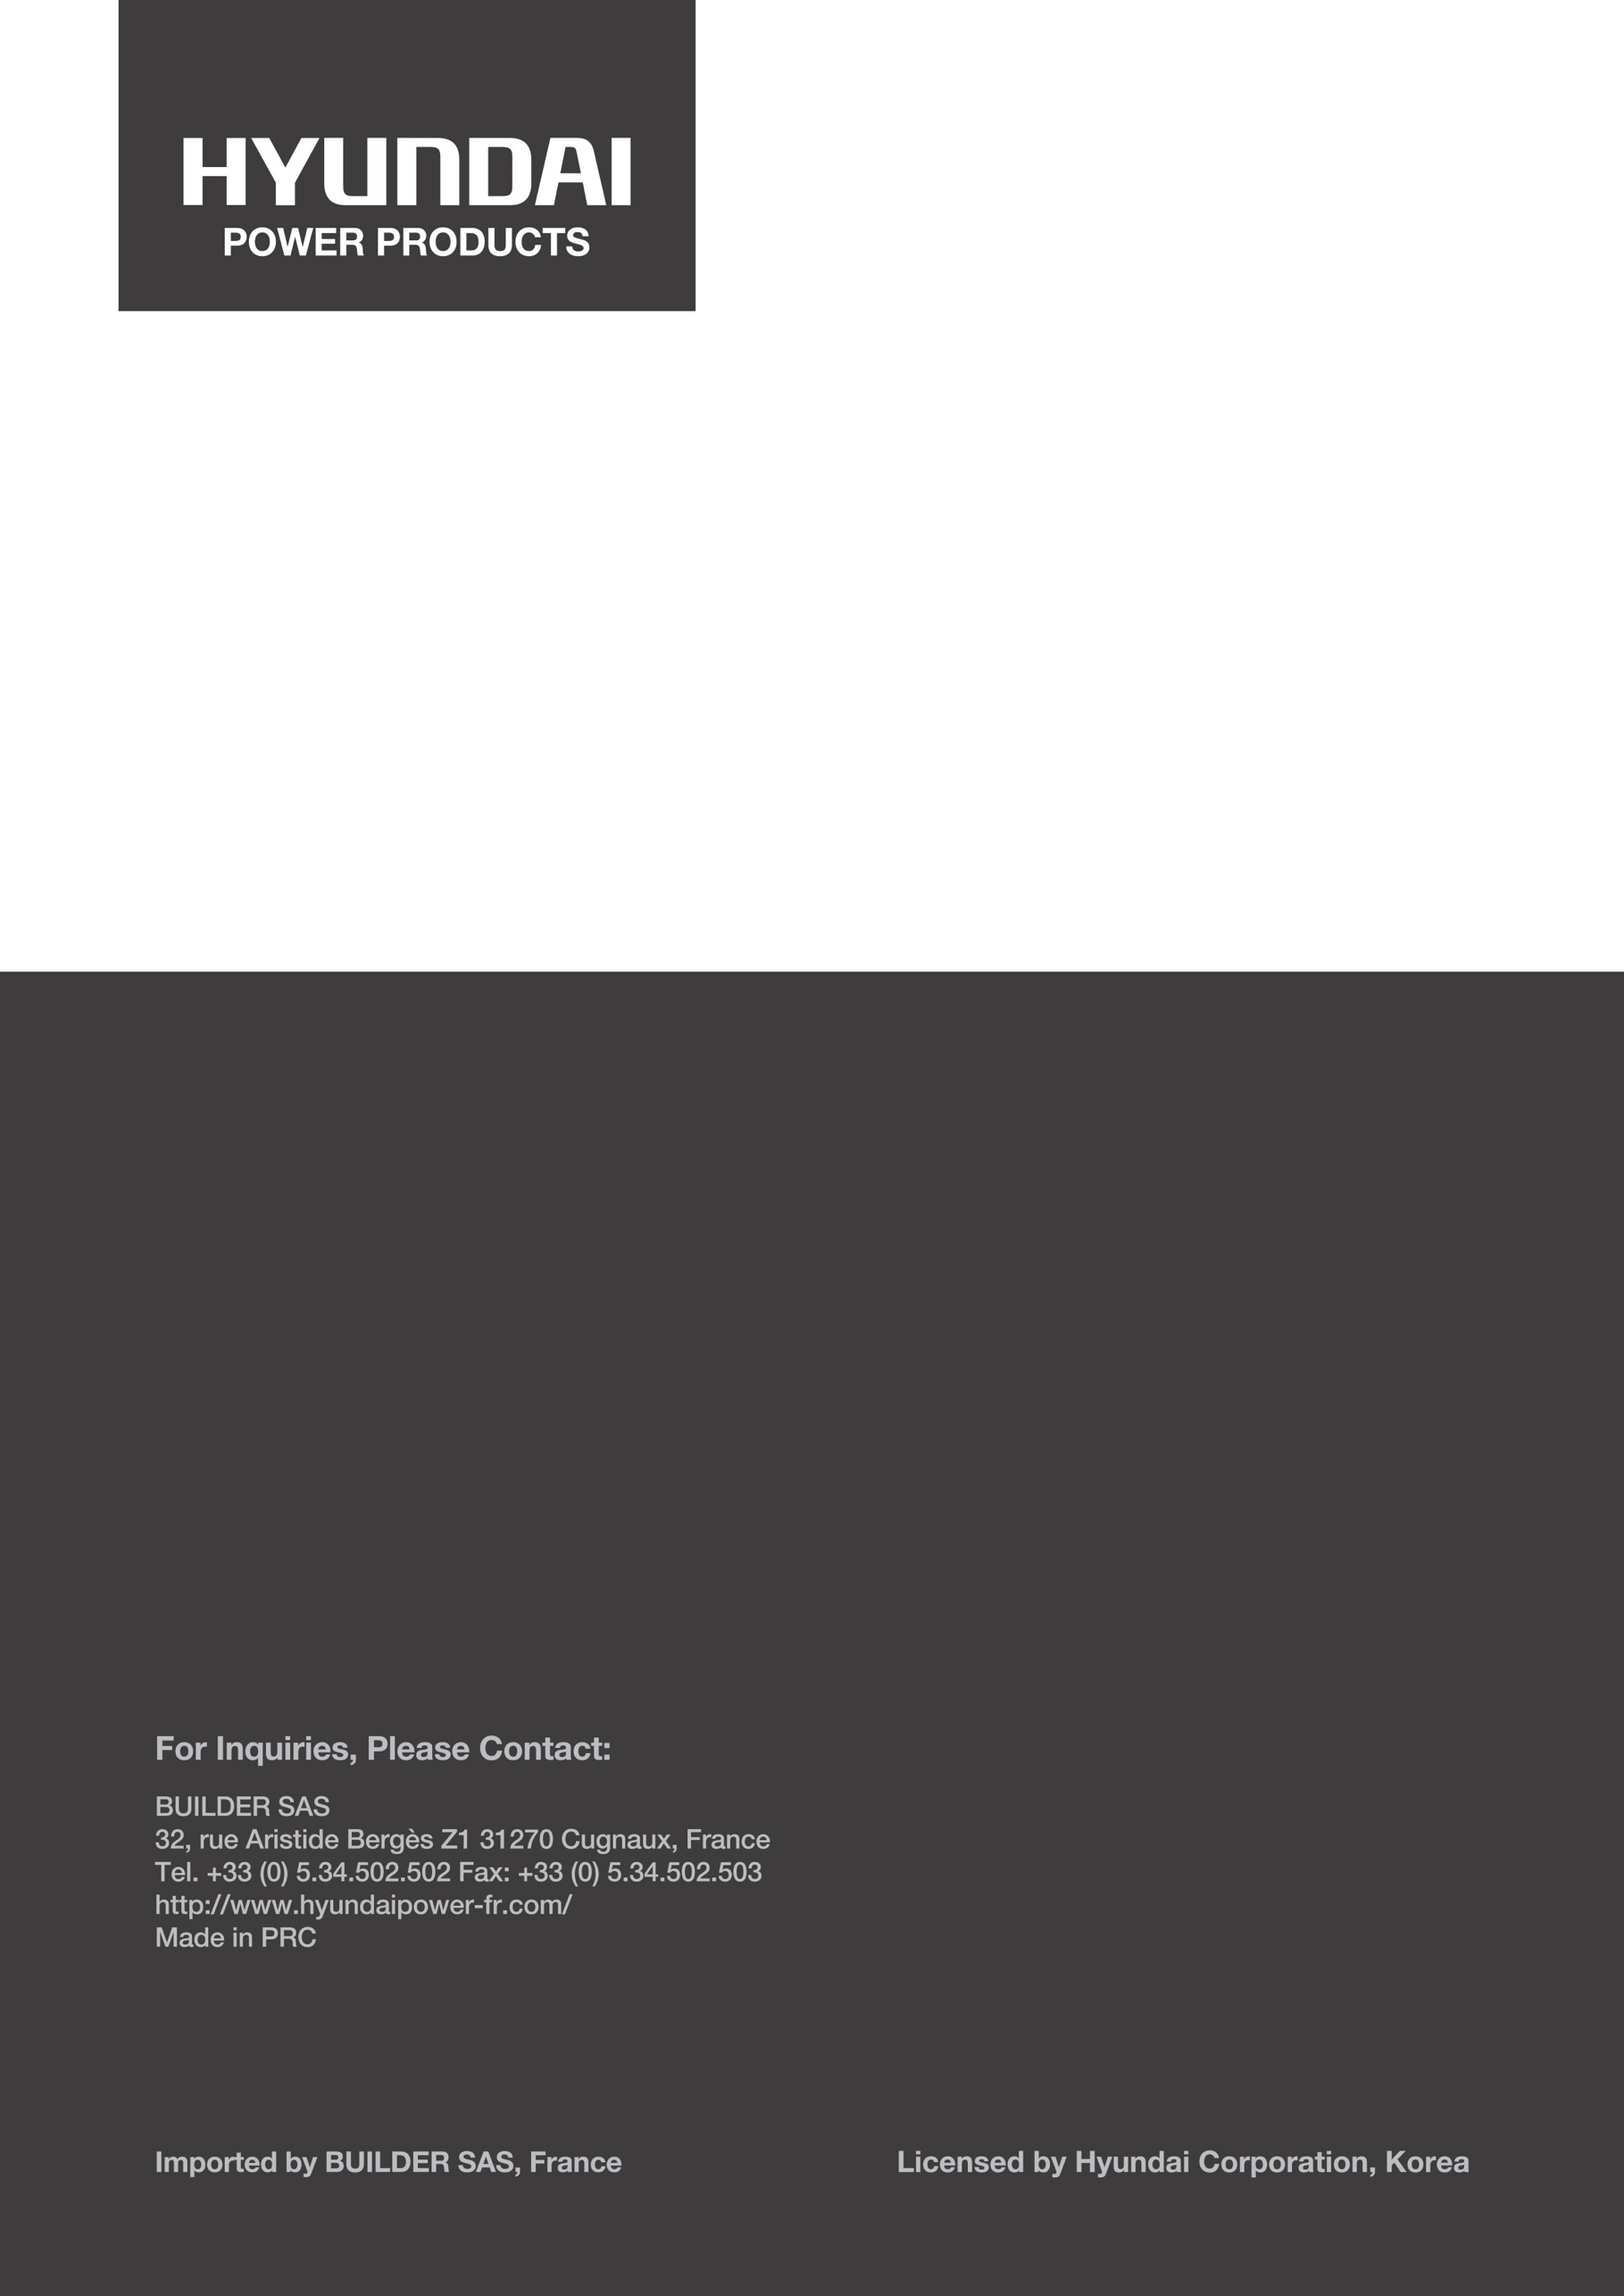 HYUNDAI
POWER PRODUCTS
For Inquiries, Please Contact:
BUILDER SAS
32, rue Aristide Bergès Z1 31270 Cugnaux, France
Tel. +33 (0) 5.34.502.502 Fax: +33 (0) 5.34.502.503
http://www.hyundaipower-fr.com/
Made in PRC
Imported by BUILDER SAS, France
Licensed by Hyundai Corporation, Korea